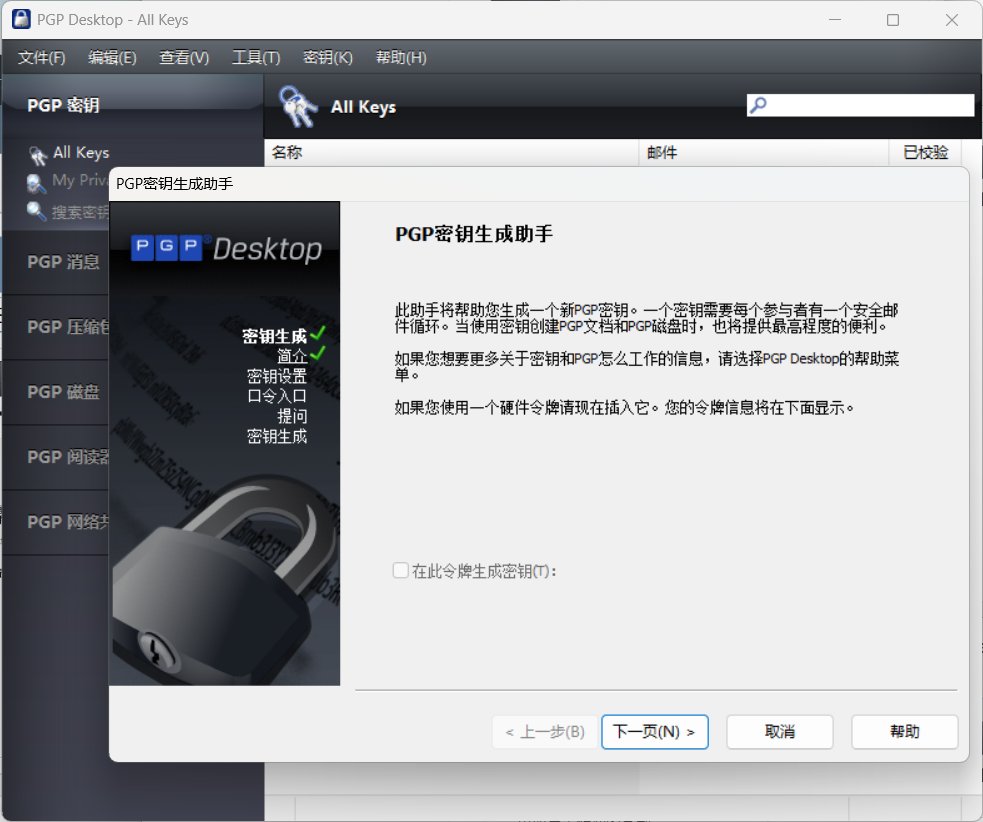 PGP Desktop - All Keys
文件(F) 编辑(E) 查看(V) 工具(T) 密钥(K) 帮助(H)
PGP 密钥
All Keys
All Keys
My Priv
搜索密钥
PGP 消息
PGP 压缩包
PGP 磁盘
PGP 阅读器
PGP 网络共
名称 邮件 已校验
PGP密钥生成助手
PGP® Desktop
密钥生成
简介
密钥设置
口令入口
提问
密钥生成
PGP密钥生成助手
此助手将帮助您生成一个新PGP密钥。一个密钥需要每个参与者有一个安全邮
件循环。当使用密钥创建PGP文档和PGP磁盘时，也将提供最高程度的便利。
如果您想要更多关于密钥和PGP怎么工作的信息，请选择PGP Desktop的帮助菜
单。
如果您使用一个硬件令牌请现在插入它。您的令牌信息将在下面显示。
在此令牌生成密钥(T)：
< 上一步(B) 下一页(N) > 取消 帮助